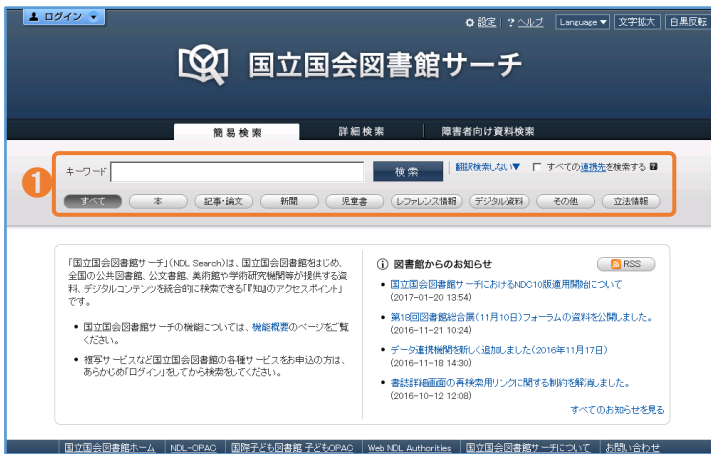 ログイン
設定 ? ヘルプ Language▼ 文字拡大 白黒反転
国立国会図書館サーチ
簡易検索 詳細検索 障害者向け資料検索
1
キーワード 検索 翻訳検索しない▼ すべての連携先を検索する ?
すべて 本 記事・論文 新聞 児童書 レファレンス情報 デジタル資料 その他 立法情報
「国立国会図書館サーチ」(NDL Search)は、国立国会図書館をはじめ、
全国の公共図書館、公文書館、美術館や学術研究機関等が提供する資
料、デジタルコンテンツを統合的に検索できる「『知』のアクセスポイント」
です。
• 国立国会図書館サーチの機能については、機能概要のページをご覧
ください。
• 複写サービスなど国立国会図書館の各種サービスをお申込の方は、
あらかじめ「ログイン」をしてから検索をしてください。
図書館からのお知らせ RSS
• 国立国会図書館サーチにおけるNDC10版運用開始について
(2017-01-20 13:54)
• 第18回図書館総合展(11月10日)フォーラムの資料を公開しました。
(2016-11-21 10:24)
• データ連携機関を新しく追加しました(2016年11月17日)
(2016-11-18 14:30)
• 書誌詳細画面の再検索用リンクに関する制約を解消しました。
(2016-10-12 12:08)
すべてのお知らせを見る
国立国会図書館ホーム NDL-OPAC 国際子ども図書館 子どもOPAC Web NDL Authorities 国立国会図書館サーチについて お問い合わせ